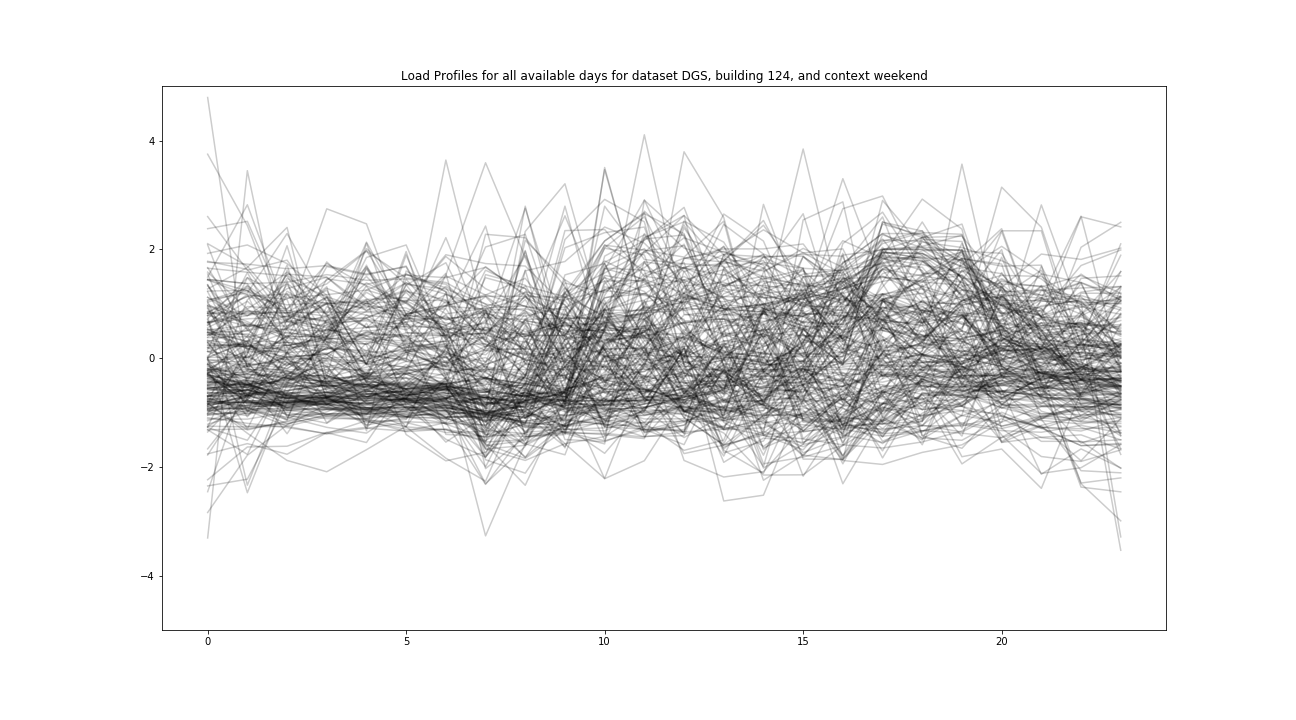 Load Profiles for all available days for dataset DGS, building 124, and context weekend
4
2
0
−2
−4
0 5 10 15 20